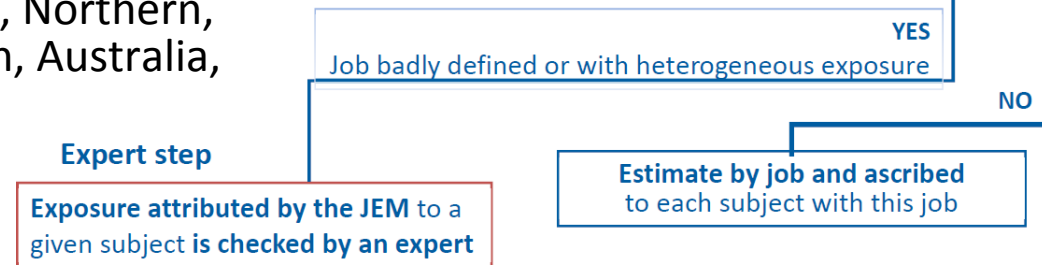 , Northern,
n, Australia,
YES
Job badly defined or with heterogeneous exposure
NO
Expert step
Exposure attributed by the JEM to a
given subject is checked by an expert
Estimate by job and ascribed
to each subject with this job